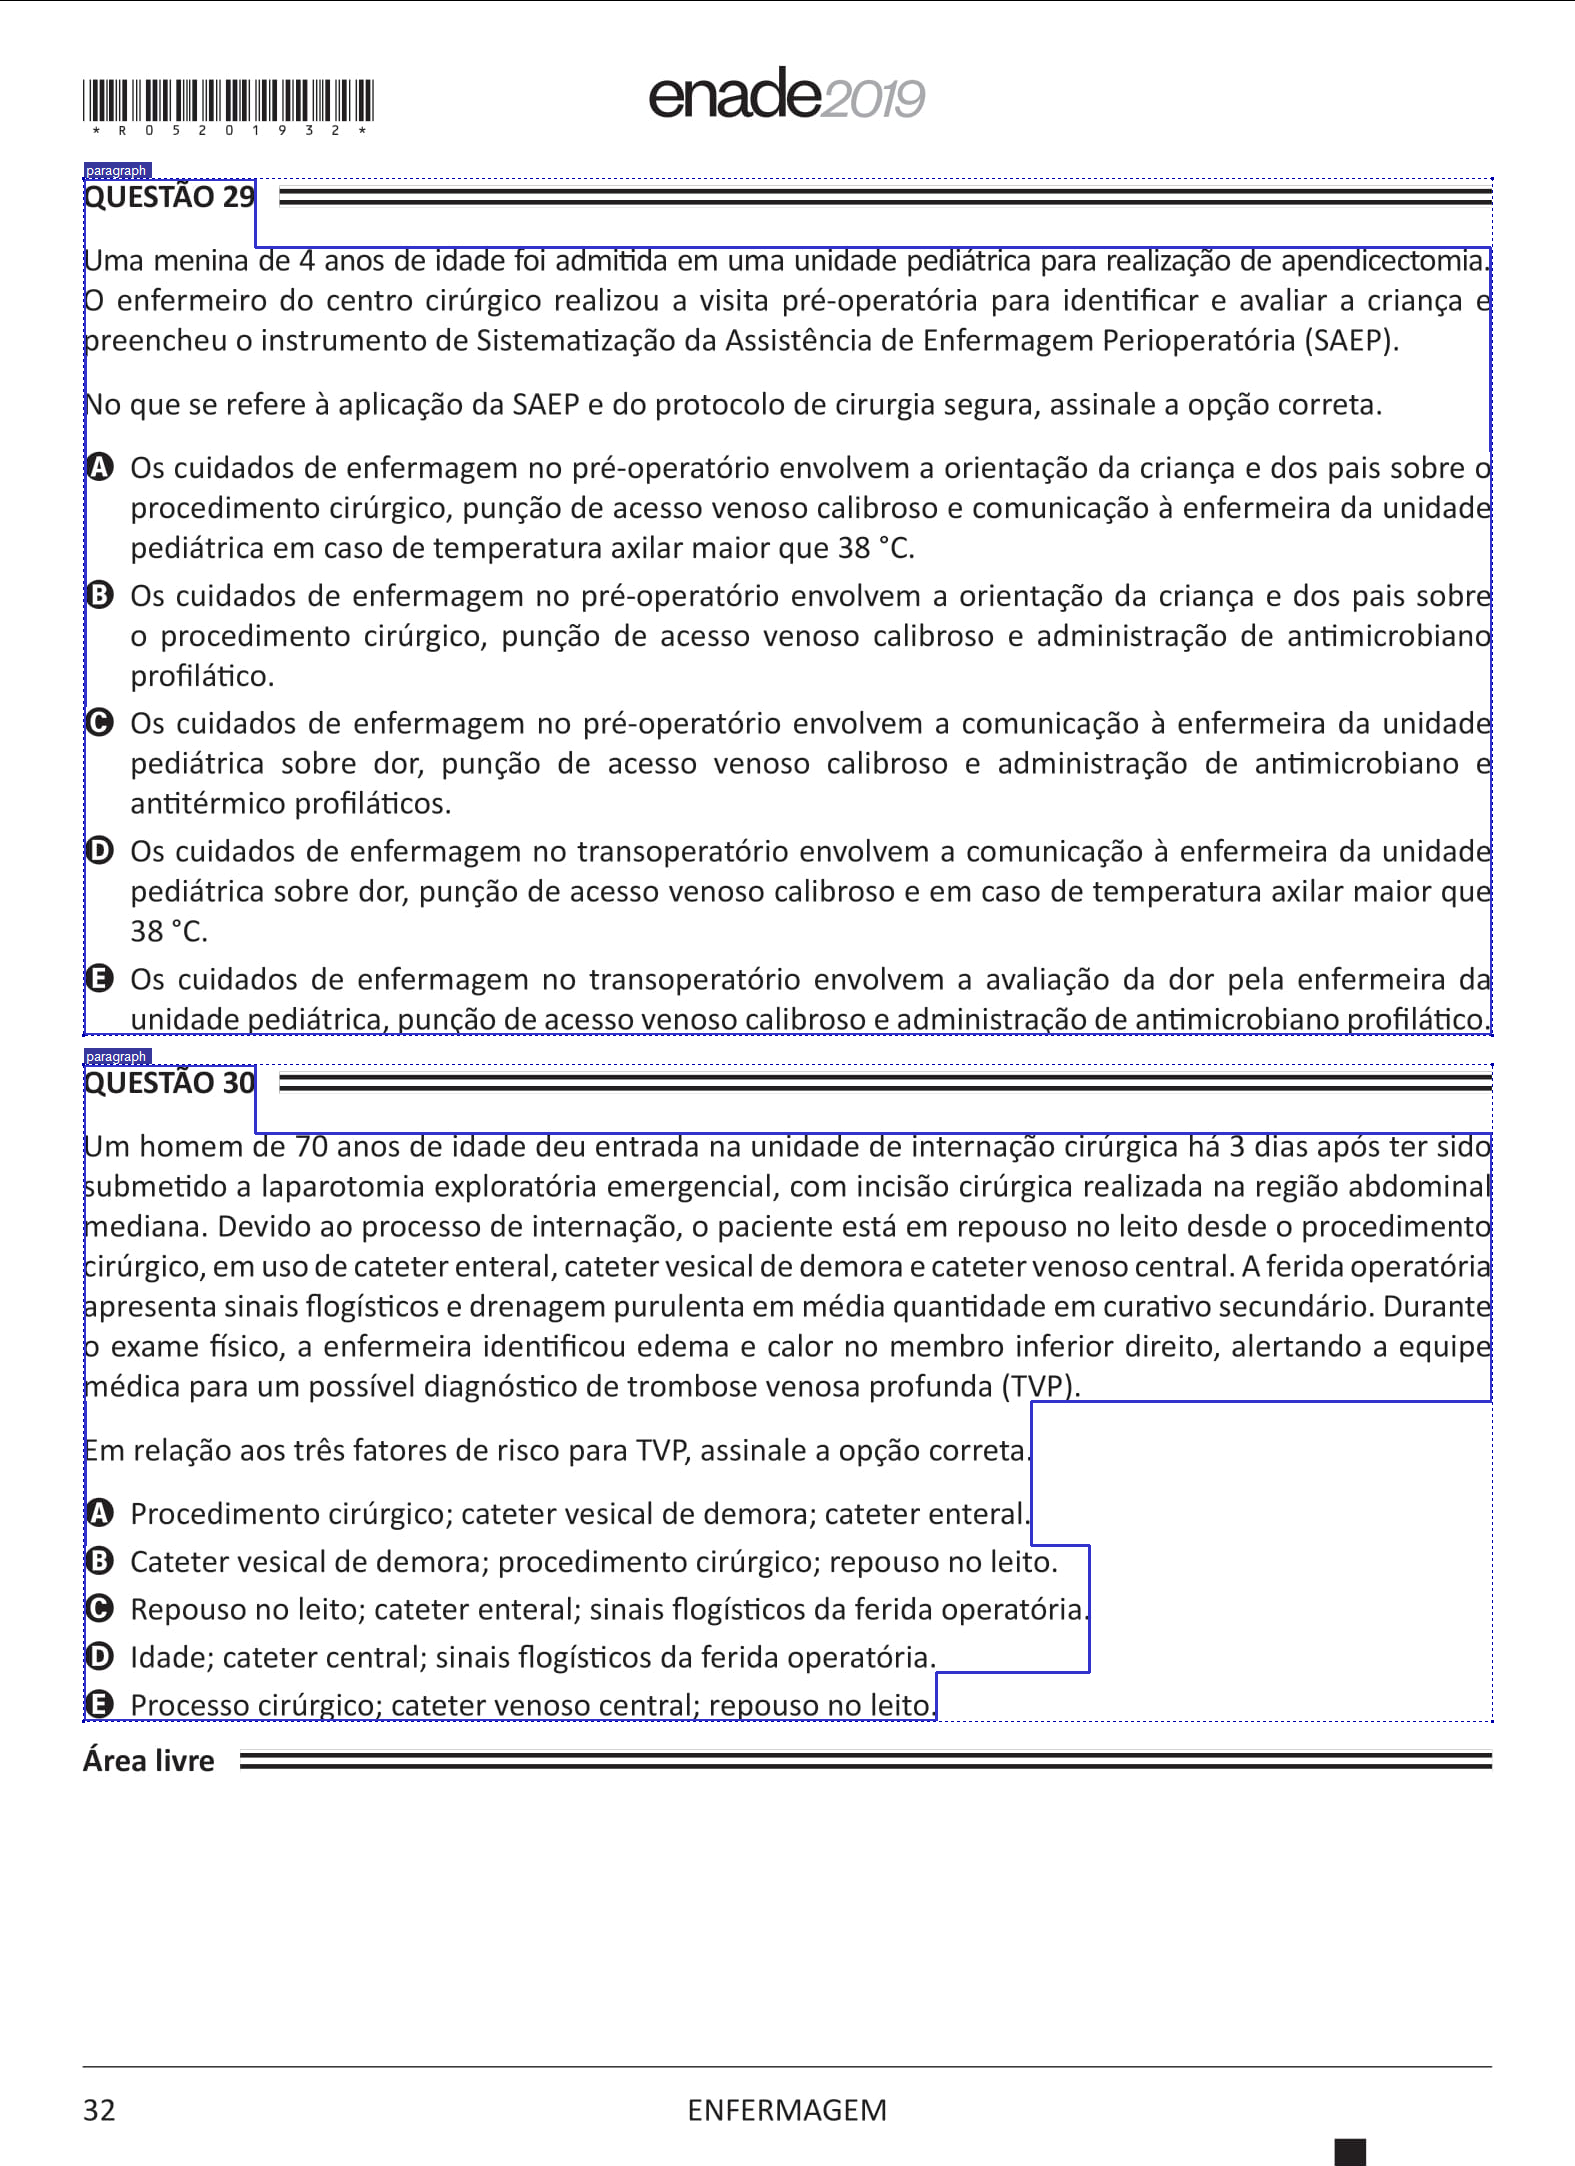 *R05201932*
enade2019
paragraph
QUESTÃO 29
Uma menina de 4 anos de idade foi admitida em uma unidade pediátrica para realização de apendicectomia.
O enfermeiro do centro cirúrgico realizou a visita pré-operatória para identificar e avaliar a criança e
preencheu o instrumento de Sistematização da Assistência de Enfermagem Perioperatória (SAEP).
No que se refere à aplicação da SAEP e do protocolo de cirurgia segura, assinale a opção correta.
A Os cuidados de enfermagem no pré-operatório envolvem a orientação da criança e dos pais sobre o
procedimento cirúrgico, punção de acesso venoso calibroso e comunicação à enfermeira da unidade
pediátrica em caso de temperatura axilar maior que 38 °C.
B Os cuidados de enfermagem no pré-operatório envolvem a orientação da criança e dos pais sobre
o procedimento cirúrgico, punção de acesso venoso calibroso e administração de antimicrobiano
profilático.
C Os cuidados de enfermagem no pré-operatório envolvem a comunicação à enfermeira da unidade
pediátrica sobre dor, punção de acesso venoso calibroso e administração de antimicrobiano e
antitérmico profiláticos.
D Os cuidados de enfermagem no transoperatório envolvem a comunicação à enfermeira da unidade
pediátrica sobre dor, punção de acesso venoso calibroso e em caso de temperatura axilar maior que
38 °C.
E Os cuidados de enfermagem no transoperatório envolvem a avaliação da dor pela enfermeira da
unidade pediátrica, punção de acesso venoso calibroso e administração de antimicrobiano profilático.
paragraph
QUESTÃO 30
Um homem de 70 anos de idade deu entrada na unidade de internação cirúrgica há 3 dias após ter sido
submetido a laparotomia exploratória emergencial, com incisão cirúrgica realizada na região abdominal
mediana. Devido ao processo de internação, o paciente está em repouso no leito desde o procedimento
cirúrgico, em uso de cateter enteral, cateter vesical de demora e cateter venoso central. A ferida operatória
apresenta sinais flogísticos e drenagem purulenta em média quantidade em curativo secundário. Durante
o exame físico, a enfermeira identificou edema e calor no membro inferior direito, alertando a equipe
médica para um possível diagnóstico de trombose venosa profunda (TVP).
Em relação aos três fatores de risco para TVP, assinale a opção correta.
A Procedimento cirúrgico; cateter vesical de demora; cateter enteral.
B Cateter vesical de demora; procedimento cirúrgico; repouso no leito.
C Repouso no leito; cateter enteral; sinais flogísticos da ferida operatória.
D Idade; cateter central; sinais flogísticos da ferida operatória.
E Processo cirúrgico; cateter venoso central; repouso no leito.
Área livre
32
ENFERMAGEM